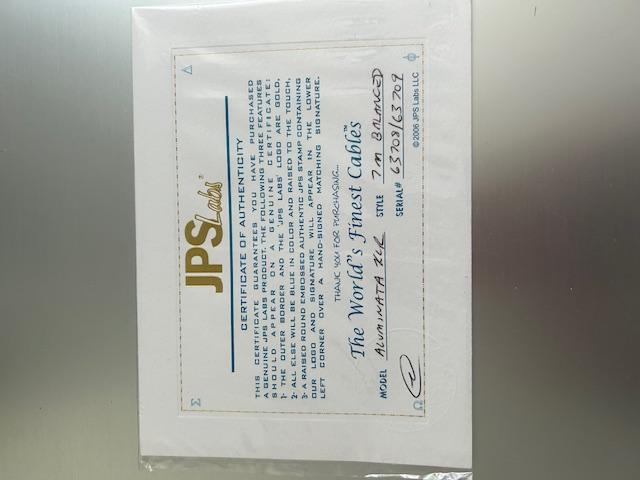 JPS Labs®
CERTIFICATE OF AUTHENTICITY
THIS CERTIFICATE GUARANTEES YOU HAVE PURCHASED
A GENUINE JPS LABS PRODUCT. THE FOLLOWING THREE FEATURES
SHOULD APPEAR ON A GENUINE CERTIFICATE:
1- THE OUTER BORDER AND THE 'JPS LABS' LOGO ARE GOLD,
2- ALL ELSE WILL BE BLUE IN COLOR AND RAISED TO THE TOUCH,
3- A RAISED ROUND EMBOSSED AUTHENTIC JPS STAMP CONTAINING
OUR LOGO AND SIGNATURE WILL APPEAR IN THE LOWER
LEFT CORNER OVER A HAND-SIGNED MATCHING SIGNATURE.
THANK YOU FOR PURCHASING...
The World's Finest Cables™
MODEL ALUMINATA XLR STYLE 7M BALANCED
SERIAL# 63708/63709
©2006 JPS Labs LLC
Σ
Δ
Ω
Φ